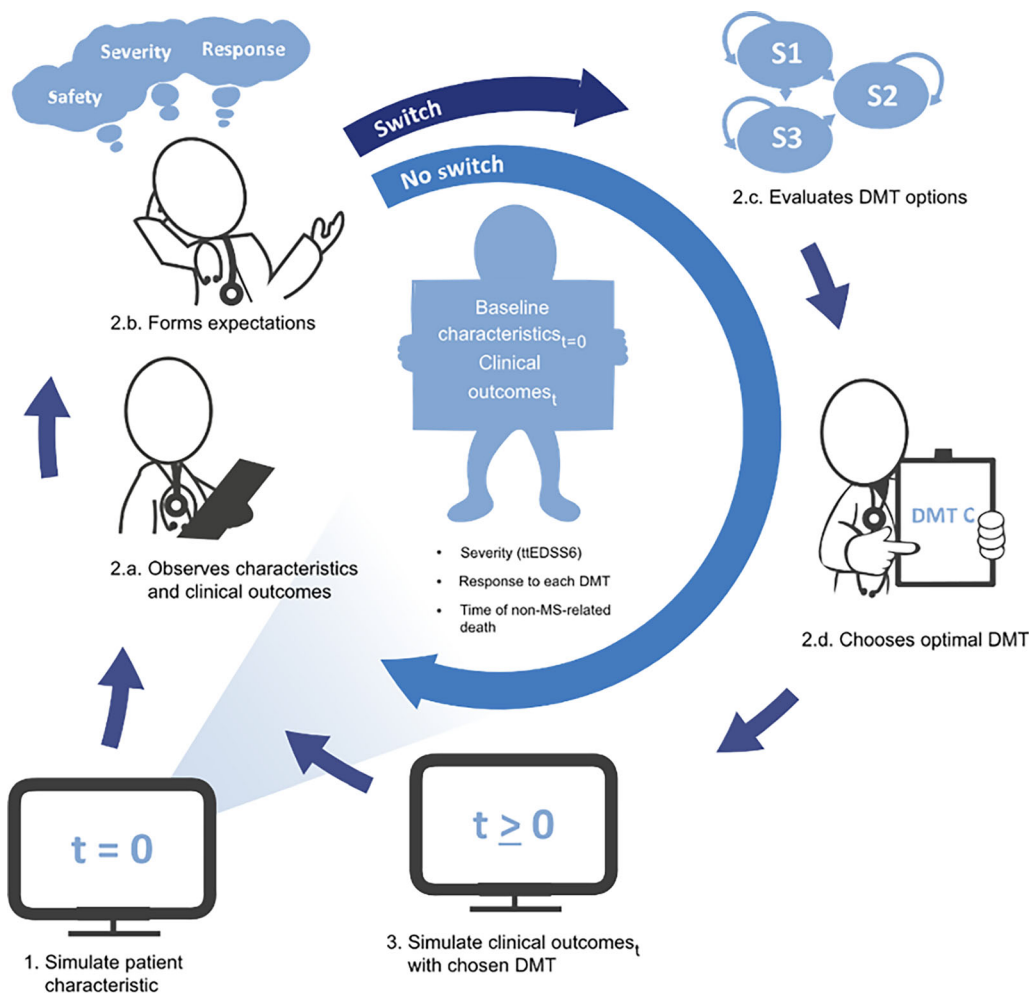 Severity
Response
Safety
2.b. Forms expectations
2.a. Observes characteristics
and clinical outcomes
Switch
No switch
Baseline
characteristicsₜ₌₀
Clinical
outcomesₜ
• Severity (ttEDSS6)
• Response to each DMT
• Time of non-MS-related
death
S1
S2
S3
2.c. Evaluates DMT options
DMT C
2.d. Chooses optimal DMT
t = 0
1. Simulate patient
characteristic
t ≥ 0
3. Simulate clinical outcomesₜ
with chosen DMT